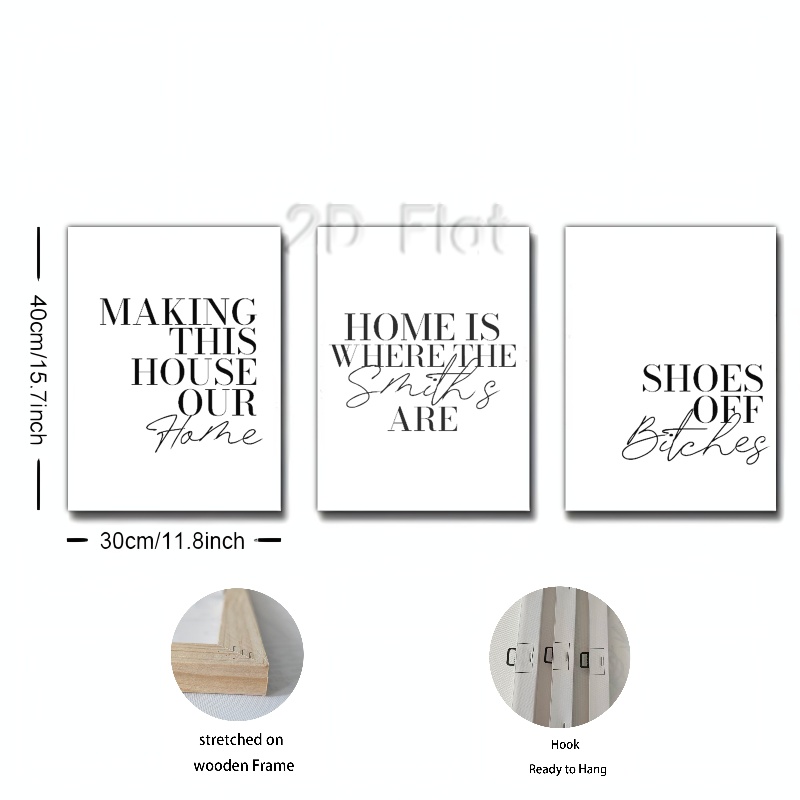 2D Flat
40cm/15.7inch
MAKING
THIS
HOUSE
OUR
Home
HOME IS
WHERE THE
Smith's
ARE
SHOES
OFF
Bitches
30cm/11.8inch
stretched on
wooden Frame
Hook
Ready to Hang